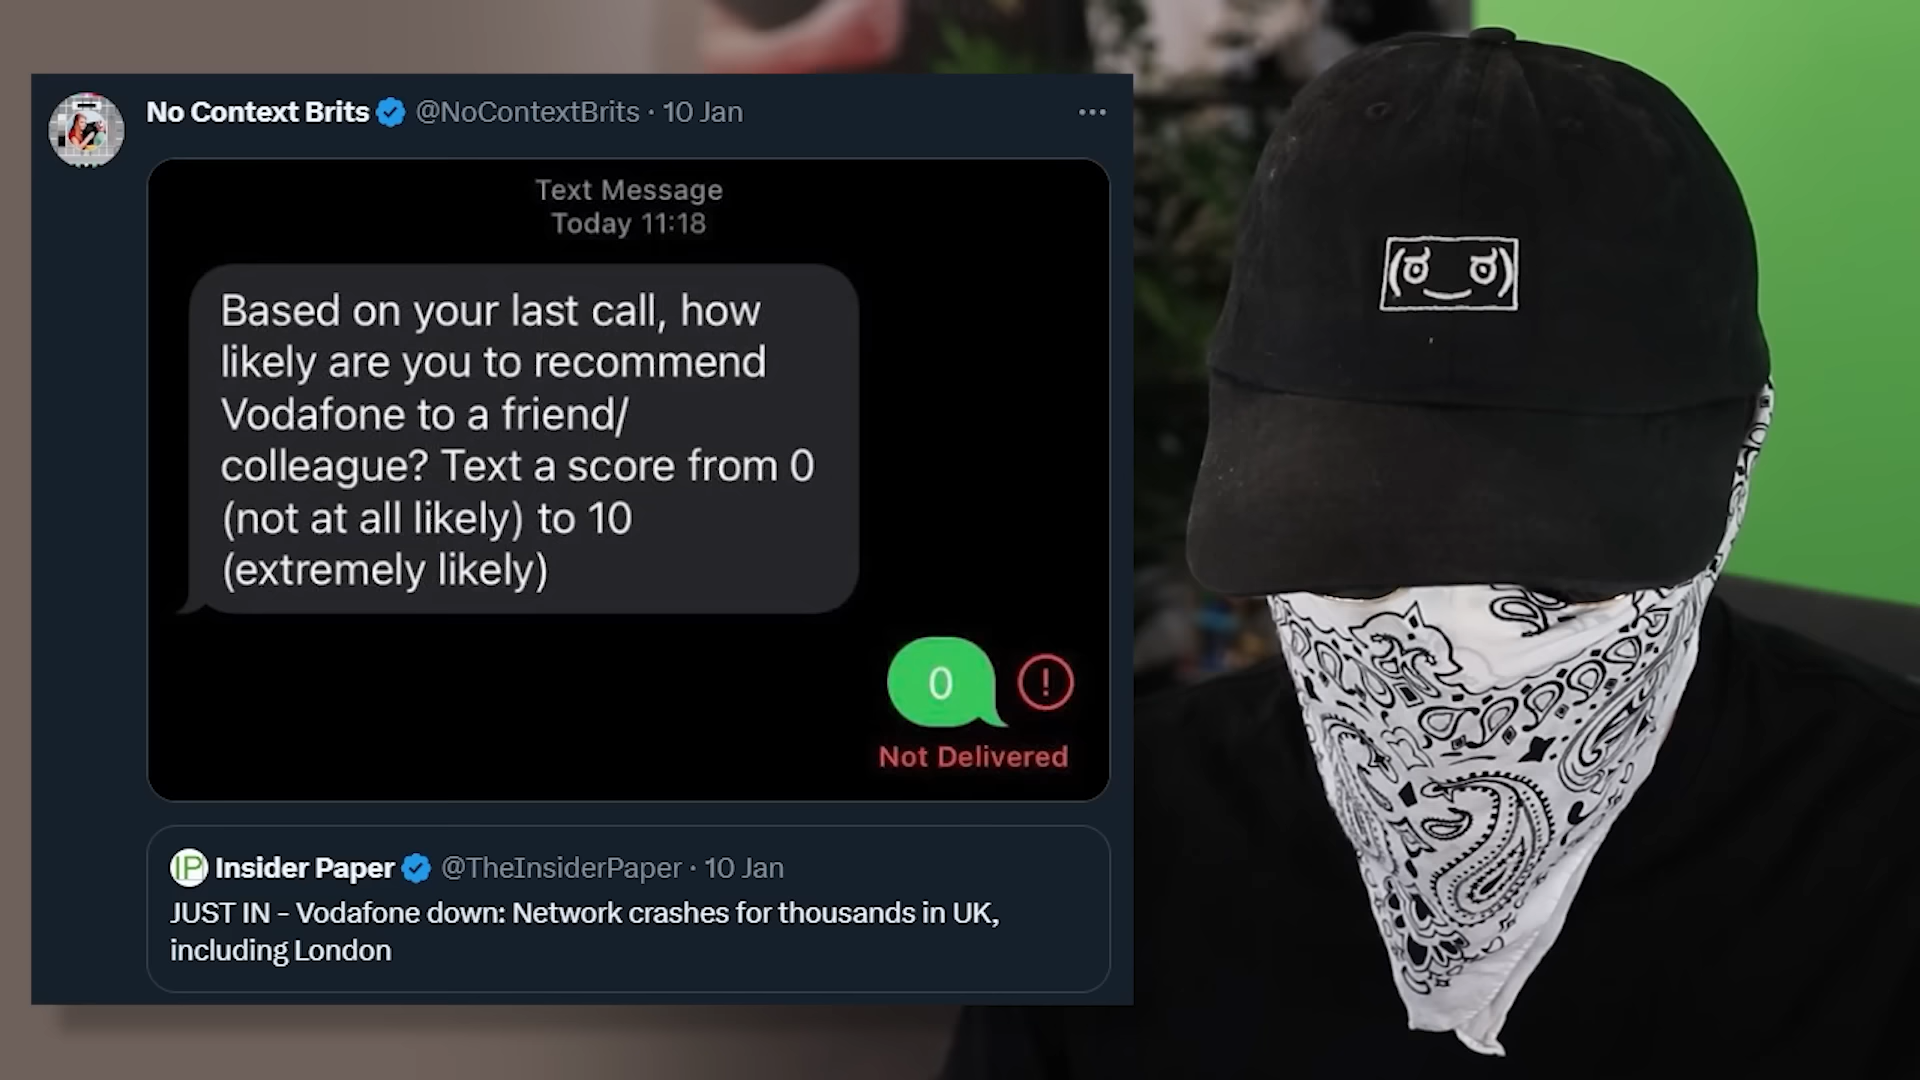 No Context Brits @NoContextBrits · 10 Jan
Text Message
Today 11:18
Based on your last call, how
likely are you to recommend
Vodafone to a friend/
colleague? Text a score from 0
(not at all likely) to 10
(extremely likely)
0
!
Not Delivered
IP Insider Paper @TheInsiderPaper · 10 Jan
JUST IN - Vodafone down: Network crashes for thousands in UK,
including London